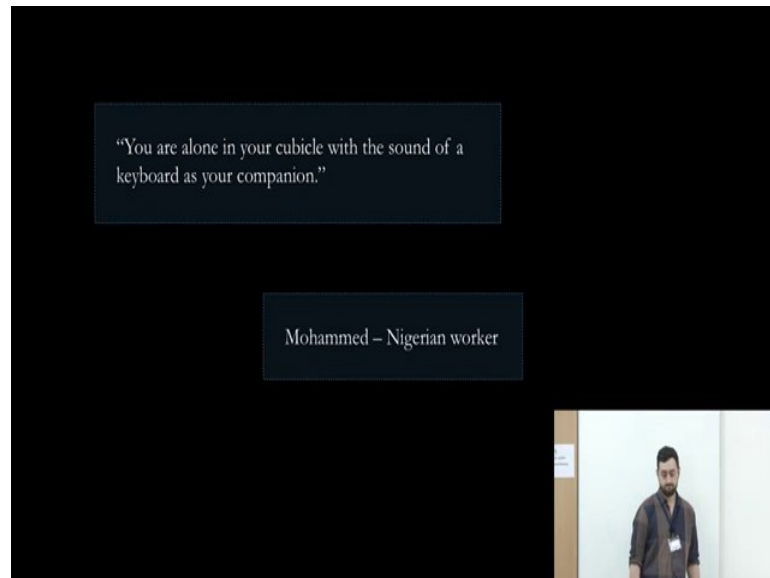 “You are alone in your cubicle with the sound of a
keyboard as your companion.”
Mohammed – Nigerian worker